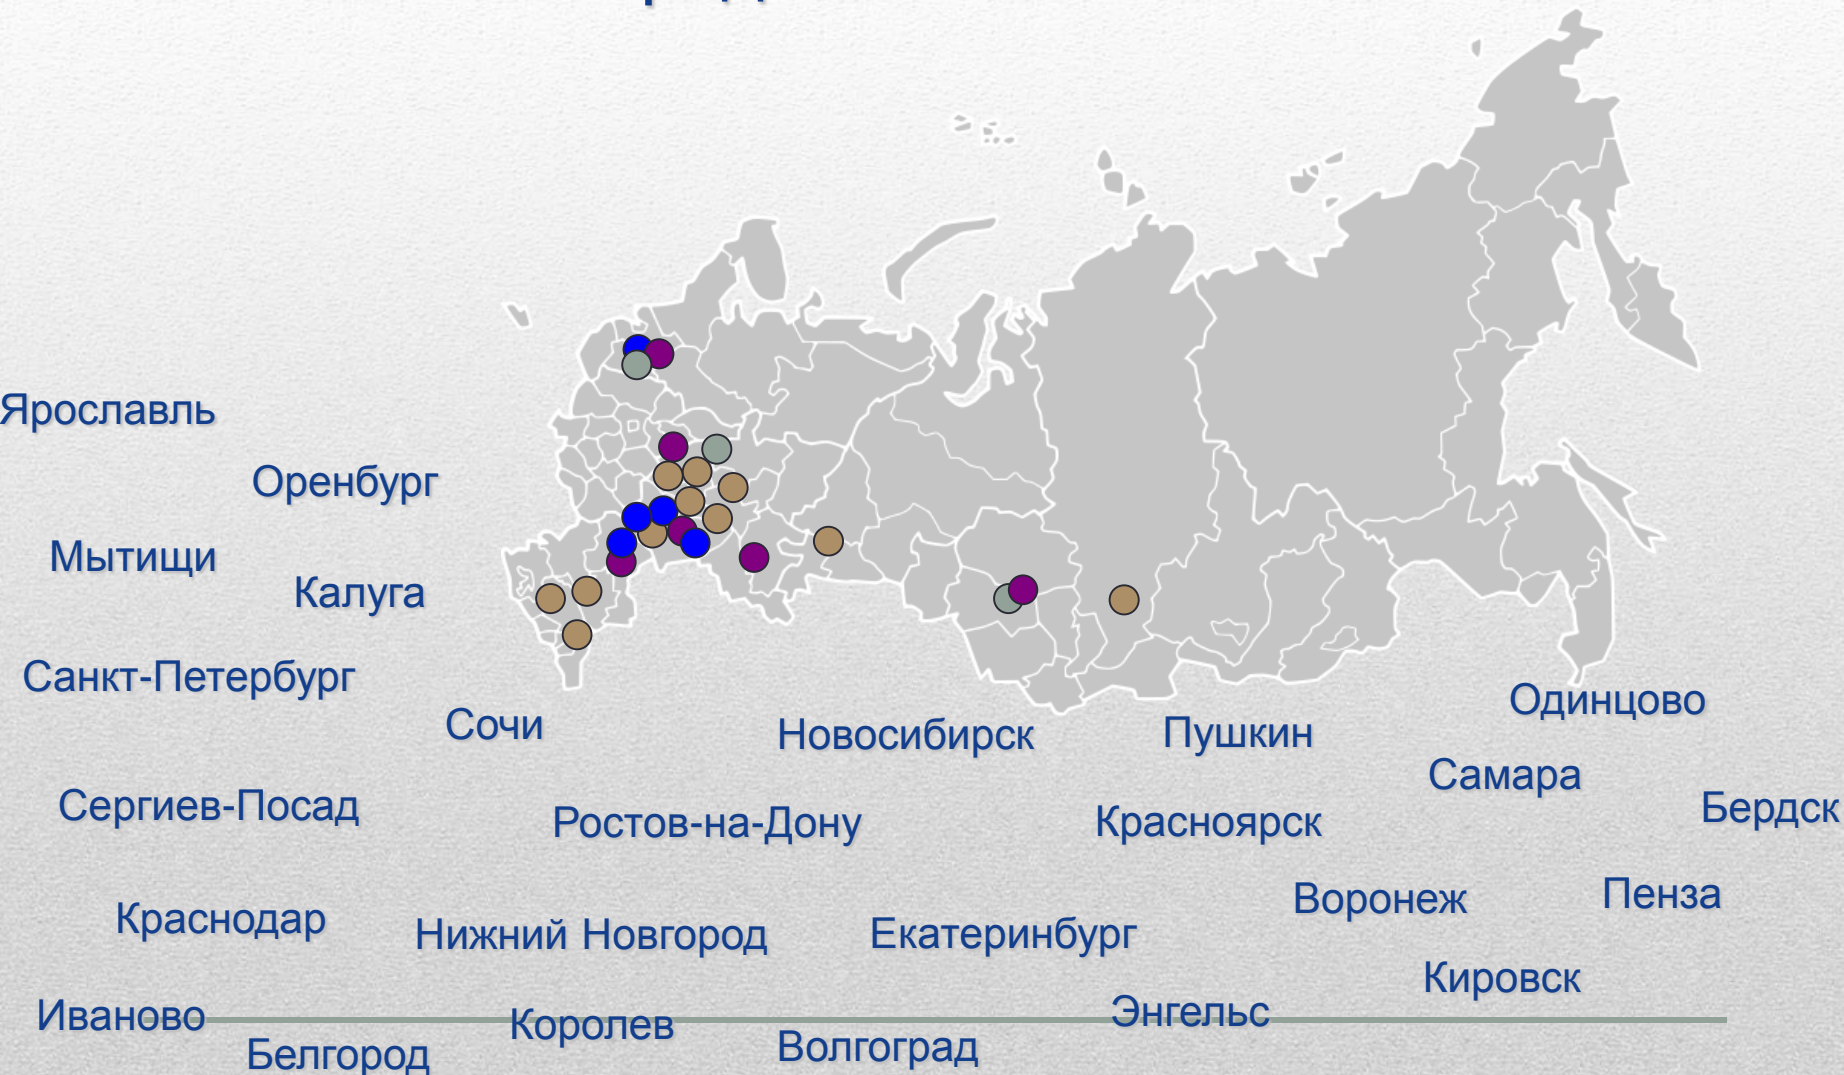 Ярославль
Оренбург
Мытищи
Калуга
Санкт-Петербург
Сочи
Новосибирск
Пушкин
Одинцово
Самара
Сергиев-Посад
Ростов-на-Дону
Красноярск
Бердск
Краснодар
Нижний Новгород
Екатеринбург
Воронеж
Пенза
Кировск
Иваново
Королев
Энгельс
Белгород
Волгоград